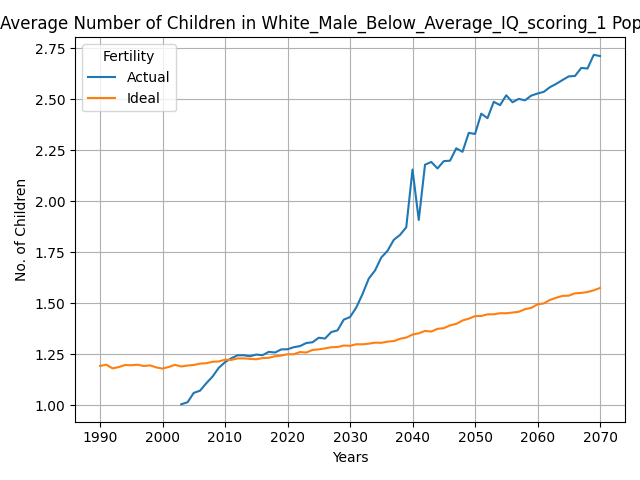 Average Number of Children in White_Male_Below_Average_IQ_scoring_1 Pop
Fertility
Actual
Ideal
No. of Children
2.75
2.50
2.25
2.00
1.75
1.50
1.25
1.00
1990 2000 2010 2020 2030 2040 2050 2060 2070
Years